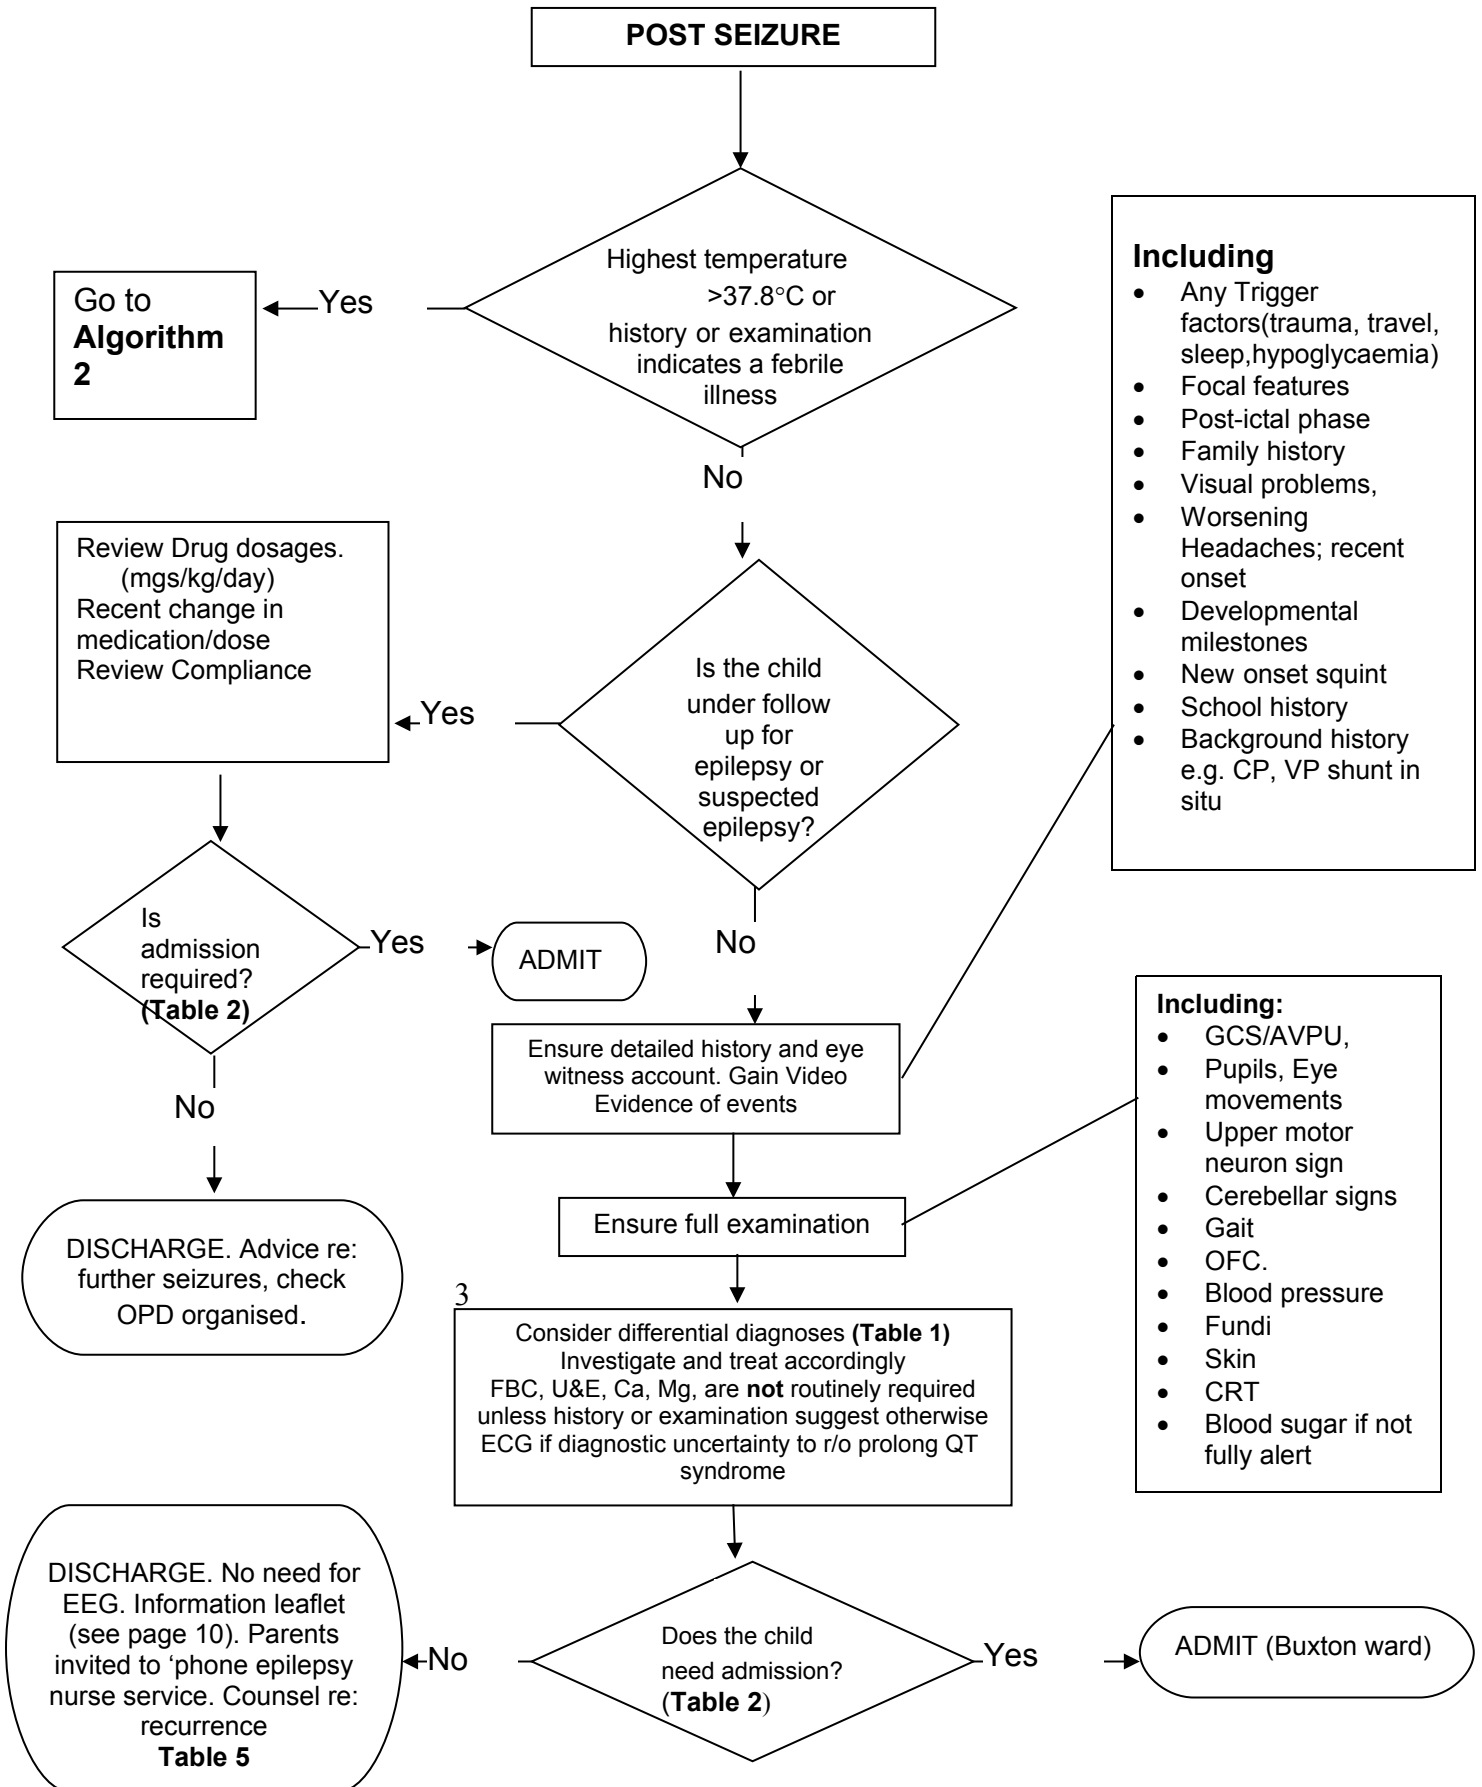 POST SEIZURE
Highest temperature
>37.8°C or
history or examination
indicates a febrile
illness
Yes
Go to
Algorithm
2
No
Including
• Any Trigger
factors(trauma, travel,
sleep,hypoglycaemia)
• Focal features
• Post-ictal phase
• Family history
• Visual problems,
• Worsening
Headaches; recent
onset
• Developmental
milestones
• New onset squint
• School history
• Background history
e.g. CP, VP shunt in
situ
Is the child
under follow
up for
epilepsy or
suspected
epilepsy?
Yes
Review Drug dosages.
(mgs/kg/day)
Recent change in
medication/dose
Review Compliance
Is
admission
required?
(Table 2)
Yes
ADMIT
No
DISCHARGE. Advice re:
further seizures, check
OPD organised.
No
Ensure detailed history and eye
witness account. Gain Video
Evidence of events
Ensure full examination
Including:
• GCS/AVPU,
• Pupils, Eye
movements
• Upper motor
neuron sign
• Cerebellar signs
• Gait
• OFC.
• Blood pressure
• Fundi
• Skin
• CRT
• Blood sugar if not
fully alert
3
Consider differential diagnoses (Table 1)
Investigate and treat accordingly
FBC, U&E, Ca, Mg, are not routinely required
unless history or examination suggest otherwise
ECG if diagnostic uncertainty to r/o prolong QT
syndrome
Does the child
need admission?
(Table 2)
No
DISCHARGE. No need for
EEG. Information leaflet
(see page 10). Parents
invited to ‘phone epilepsy
nurse service. Counsel re:
recurrence
Table 5
Yes
ADMIT (Buxton ward)